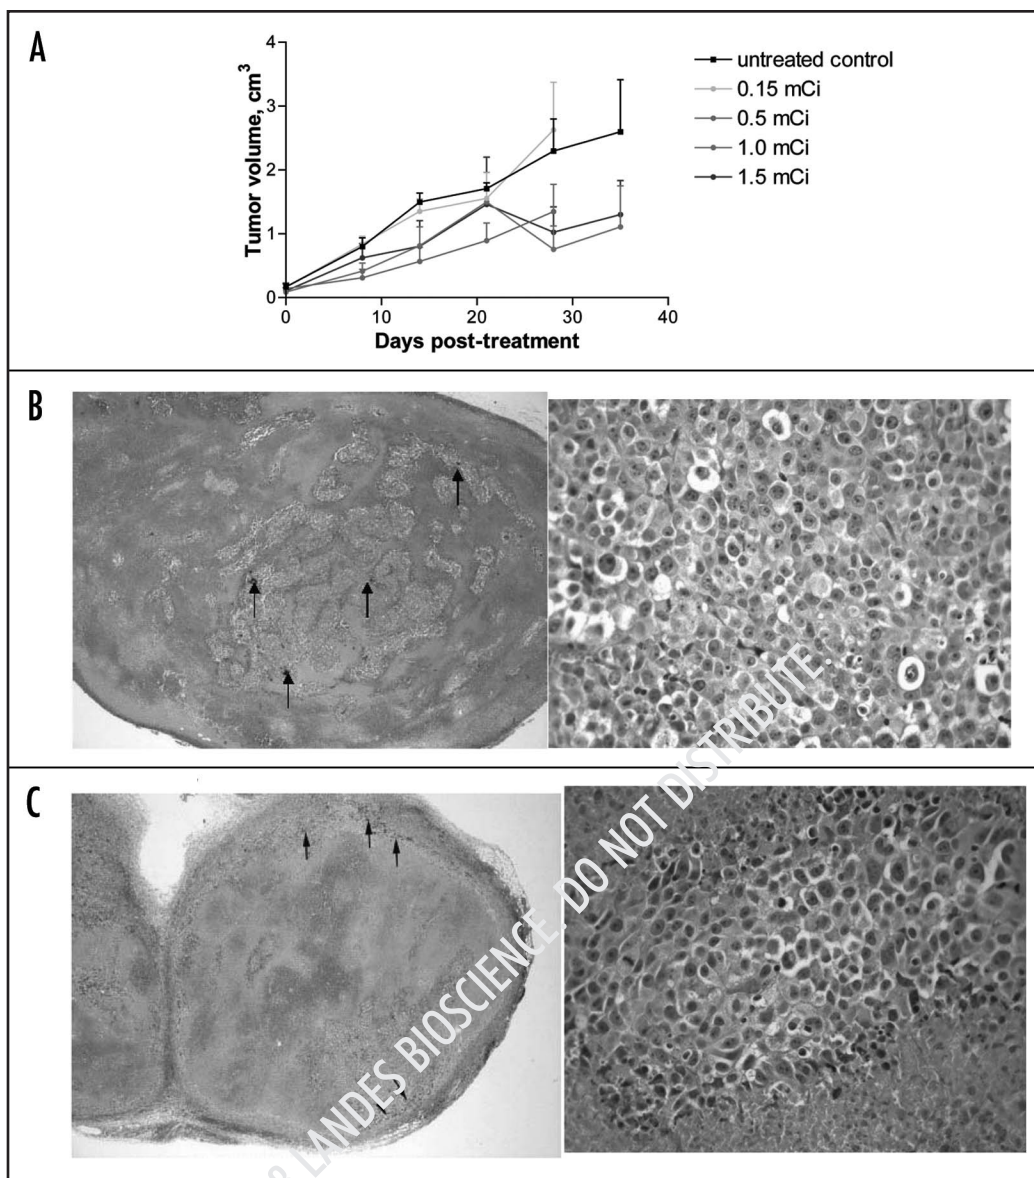 A
4
3
2
1
0
Tumor volume, cm³
0 10 20 30 40
Days post-treatment
untreated control
0.15 mCi
0.5 mCi
1.0 mCi
1.5 mCi
B
C
LANDES BIOSCIENCE. DO NOT DISTRIBUTE.